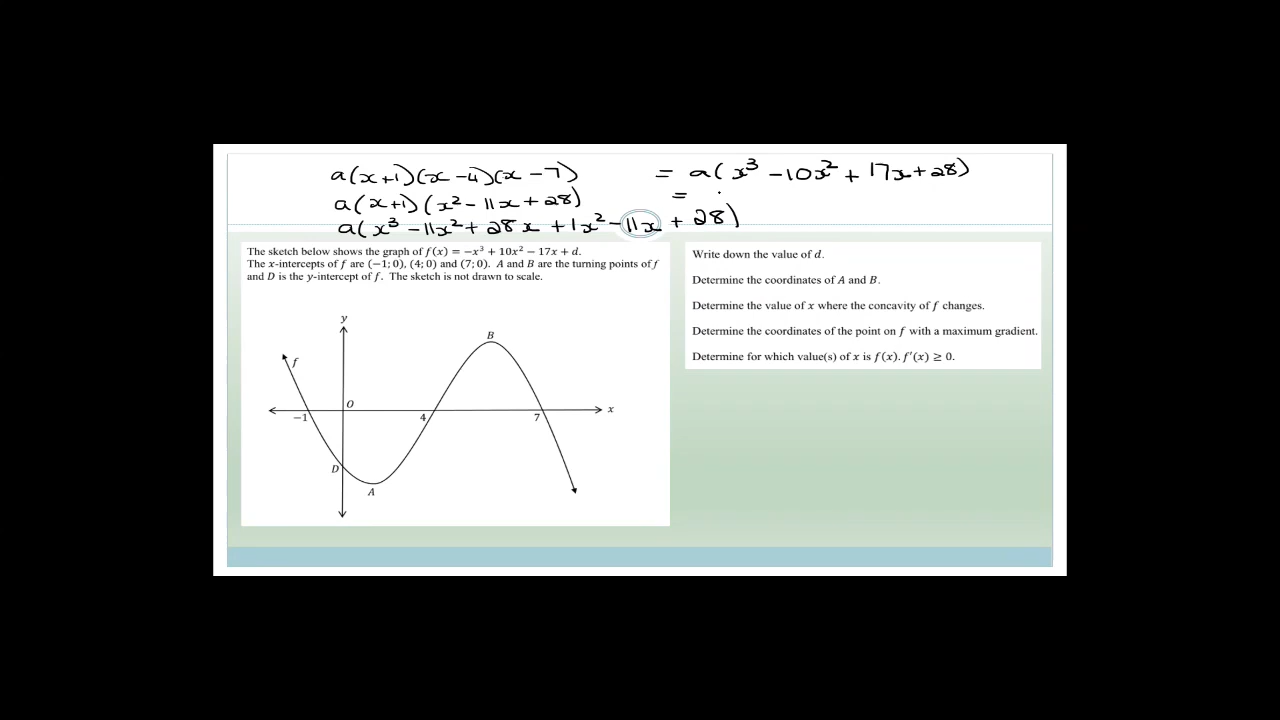 a(x+1)(x-4)(x-7)
a(x+1)(x²-11x+28)
a(x³-11x²+28x+1x²-11x+28)
= a(x³-10x²+17x+28)
=
The sketch below shows the graph of f(x) = −x³ + 10x² − 17x + d.
The x-intercepts of f are (−1; 0), (4; 0) and (7; 0). A and B are the turning points of f
and D is the y-intercept of f. The sketch is not drawn to scale.
y
B
f
O
x
−1
4
7
D
A
Write down the value of d.
Determine the coordinates of A and B.
Determine the value of x where the concavity of f changes.
Determine the coordinates of the point on f with a maximum gradient.
Determine for which value(s) of x is f(x). f′(x) ≥ 0.